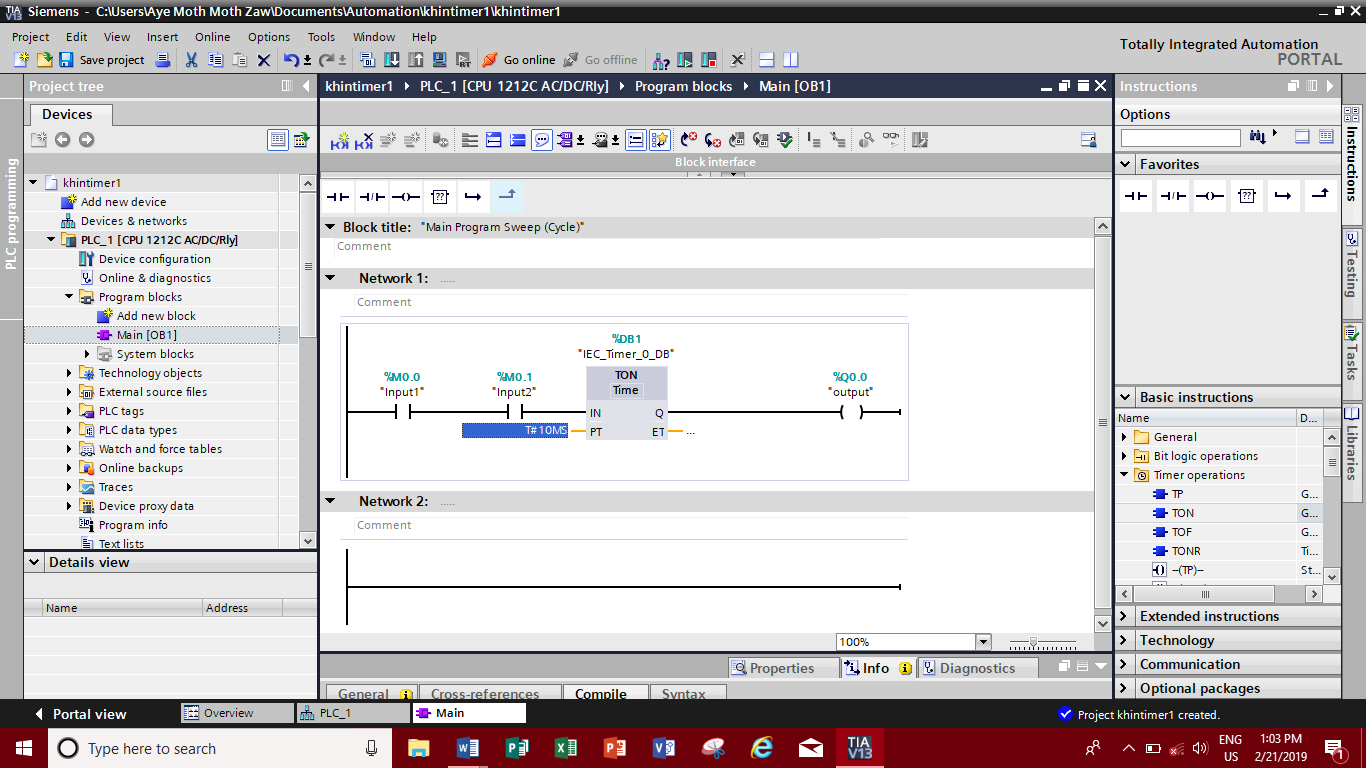 TIA V13 Siemens - C:\Users\Aye Moth Moth Zaw\Documents\Automation\khintimer1\khintimer1
Project Edit View Insert Online Options Tools Window Help
Totally Integrated Automation
PORTAL
Save project Go online Go offline
Project tree
khintimer1 PLC_1 [CPU 1212C AC/DC/Rly] Program blocks Main [OB1]
Instructions
Devices
Options
PLC programming
Block interface
Favorites
khintimer1
Add new device
Devices & networks
PLC_1 [CPU 1212C AC/DC/Rly]
Device configuration
Online & diagnostics
Program blocks
Add new block
Main [OB1]
System blocks
Technology objects
External source files
PLC tags
PLC data types
Watch and force tables
Online backups
Traces
Device proxy data
Program info
Text lists
Details view
Name Address
??
Block title: "Main Program Sweep (Cycle)"
Comment
Network 1: .....
Comment
%DB1
"IEC_Timer_0_DB"
%M0.0
"Input1"
%M0.1
"Input2"
TON
Time
%Q0.0
"output"
IN Q
T#10MS PT ET ...
Network 2: .....
Comment
100%
Properties Info Diagnostics
General Cross-references Compile Syntax
??
Basic instructions
Name D...
General
Bit logic operations
Timer operations
TP G...
TON G...
TOF G...
TONR Ti...
-(TP)- St...
Extended instructions
Technology
Communication
Optional packages
Instructions
Testing
Tasks
Libraries
Portal view Overview PLC_1 Main
Project khintimer1 created.
Type here to search
TIA V13
ENG
US
1:03 PM
2/21/2019
1